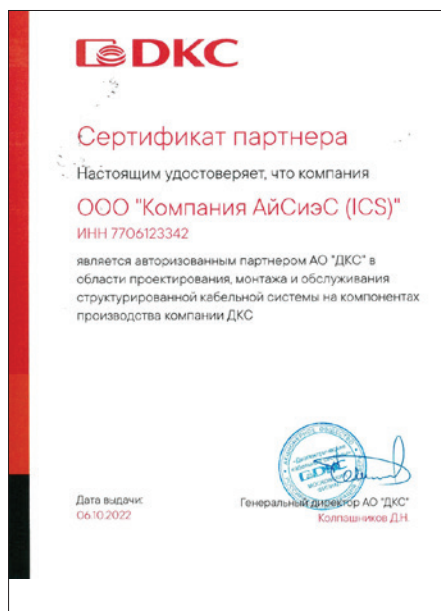 DKC
Сертификат партнера
Настоящим удостоверяет, что компания
ООО "Компания АйСиэС (ICS)"
ИНН 7706123342
является авторизованным партнером АО "ДКС" в
области проектирования, монтажа и обслуживания
структурированной кабельной системы на компонентах
производства компании ДКС
Дата выдачи:
06.10.2022
Генеральный директор АО "ДКС"
Колпашников Д.Н.